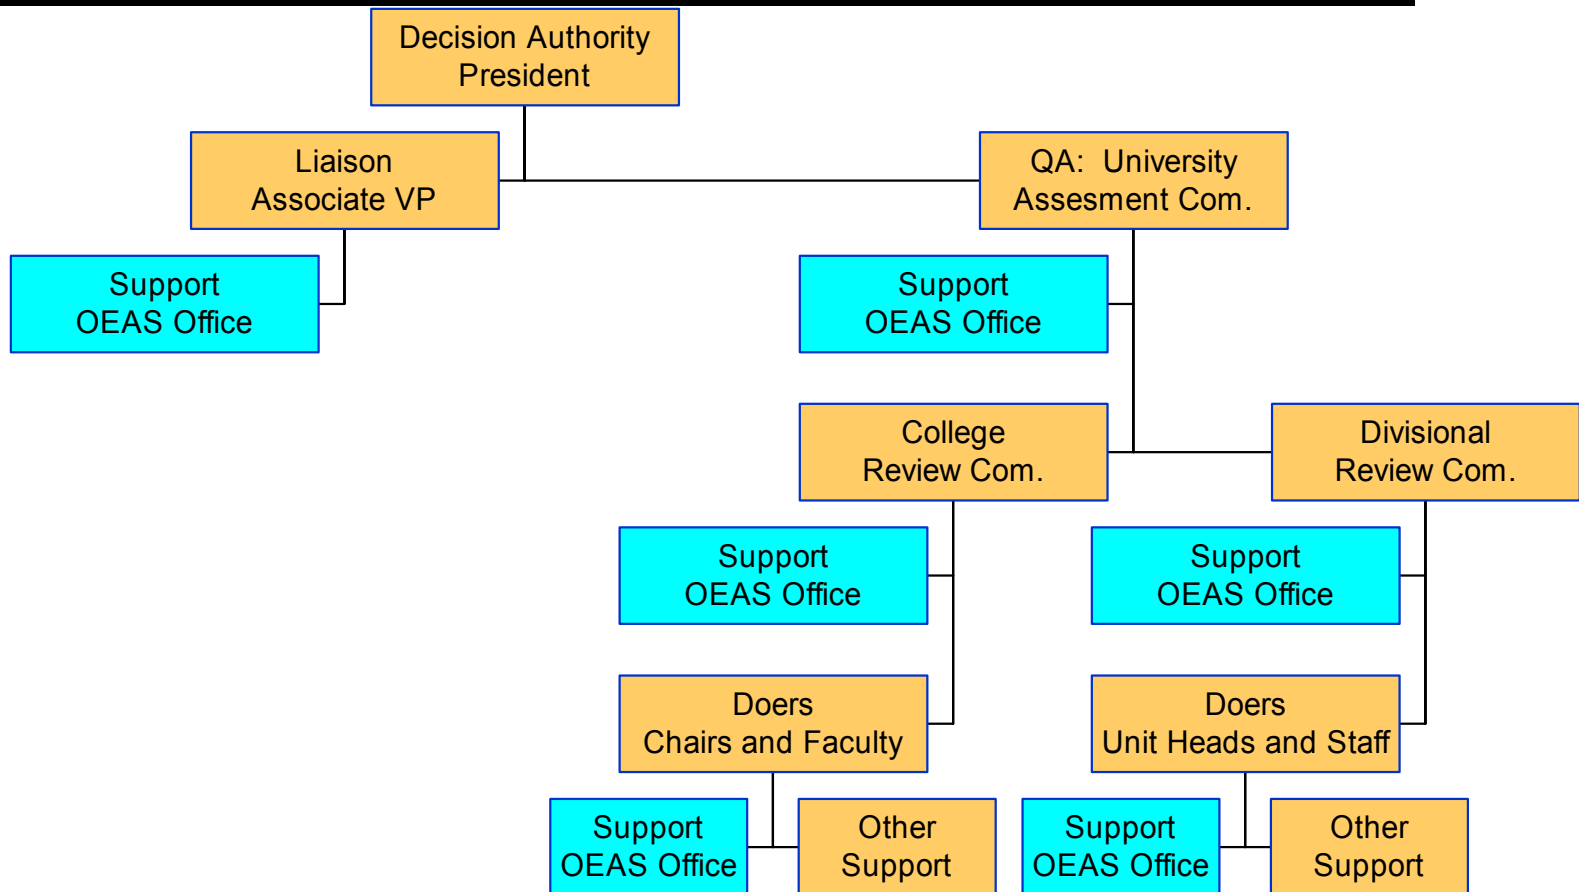 Decision Authority
President
Liaison
Associate VP
QA:  University
Assesment Com.
Support
OEAS Office
Support
OEAS Office
College
Review Com.
Divisional
Review Com.
Support
OEAS Office
Support
OEAS Office
Doers
Chairs and Faculty
Doers
Unit Heads and Staff
Support
OEAS Office
Other
Support
Support
OEAS Office
Other
Support